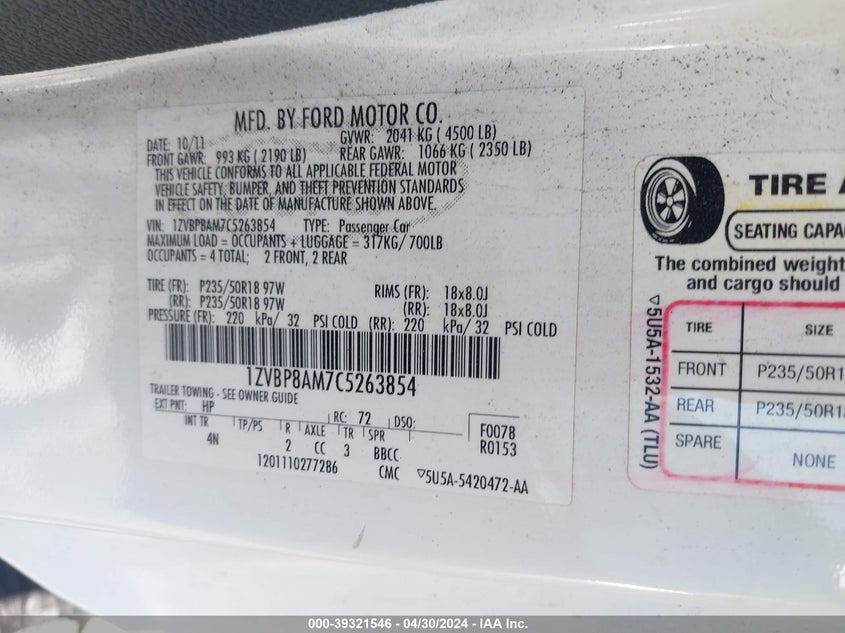 MFD. BY FORD MOTOR CO.
DATE: 10/11 GVWR: 2041 KG ( 4500 LB)
FRONT GAWR: 993 KG ( 2190 LB) REAR GAWR: 1066 KG ( 2350 LB)
THIS VEHICLE CONFORMS TO ALL APPLICABLE FEDERAL MOTOR
VEHICLE SAFETY, BUMPER, AND THEFT PREVENTION STANDARDS
IN EFFECT ON THE DATE OF MANUFACTURE SHOWN ABOVE.
VIN: 1ZVBP8AM7C5263854 TYPE: Passenger Car
MAXIMUM LOAD = OCCUPANTS + LUGGAGE = 317KG/ 700LB
OCCUPANTS = 4 TOTAL; 2 FRONT, 2 REAR
TIRE (FR): P235/50R18 97W RIMS (FR): 18x8.0J
(RR): P235/50R18 97W (RR): 18x8.0J
PRESSURE (FR): 220 kPa/ 32 PSI COLD (RR): 220 kPa/ 32 PSI COLD
1ZVBP8AM7C5263854
TRAILER TOWING - SEE OWNER GUIDE
EXT PNT: HP RC: 72 DSO: F0078
INT TR TP/PS R AXLE TR SPR R0153
4N 2 CC 3 BBCC
1201110277286 CMC ▽5U5A-5420472-AA
TIRE
SEATING
The combined weight
and cargo should
▽5U5A-1532-AA (TLU)
TIRE SIZE
FRONT P235/50R1
REAR P235/50R1
SPARE NONE
000-39321546 - 04/30/2024 - IAA Inc.